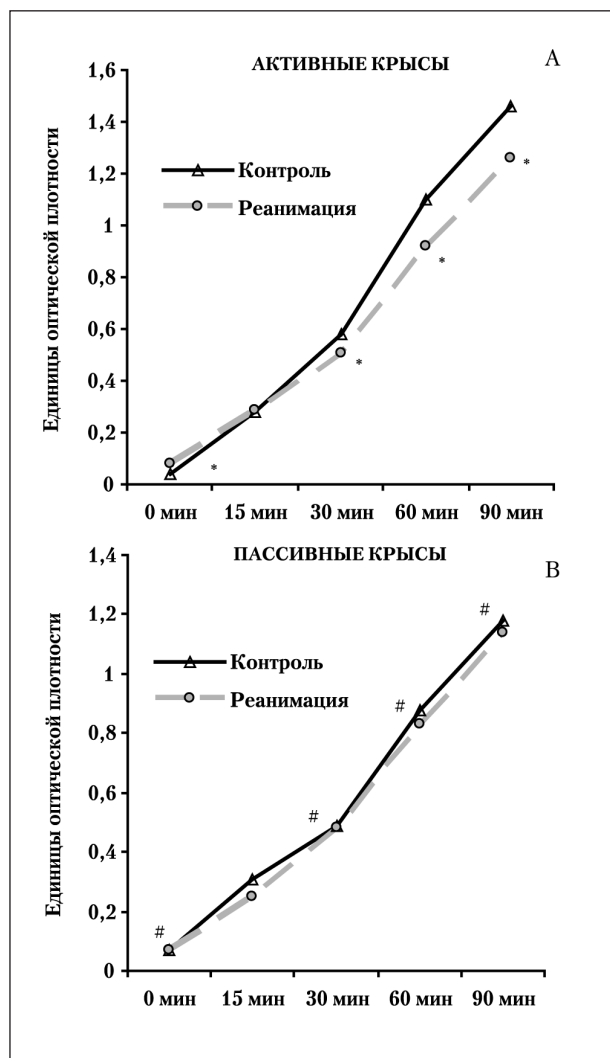 АКТИВНЫЕ КРЫСЫ
А
Единицы оптической плотности
1,6
1,4
1,2
1
0,8
0,6
0,4
0,2
0
Контроль
Реанимация
*
*
*
*
0 мин 15 мин 30 мин 60 мин 90 мин
ПАССИВНЫЕ КРЫСЫ
В
Единицы оптической плотности
1,4
1,2
1
0,8
0,6
0,4
0,2
0
Контроль
Реанимация
#
#
#
#
0 мин 15 мин 30 мин 60 мин 90 мин